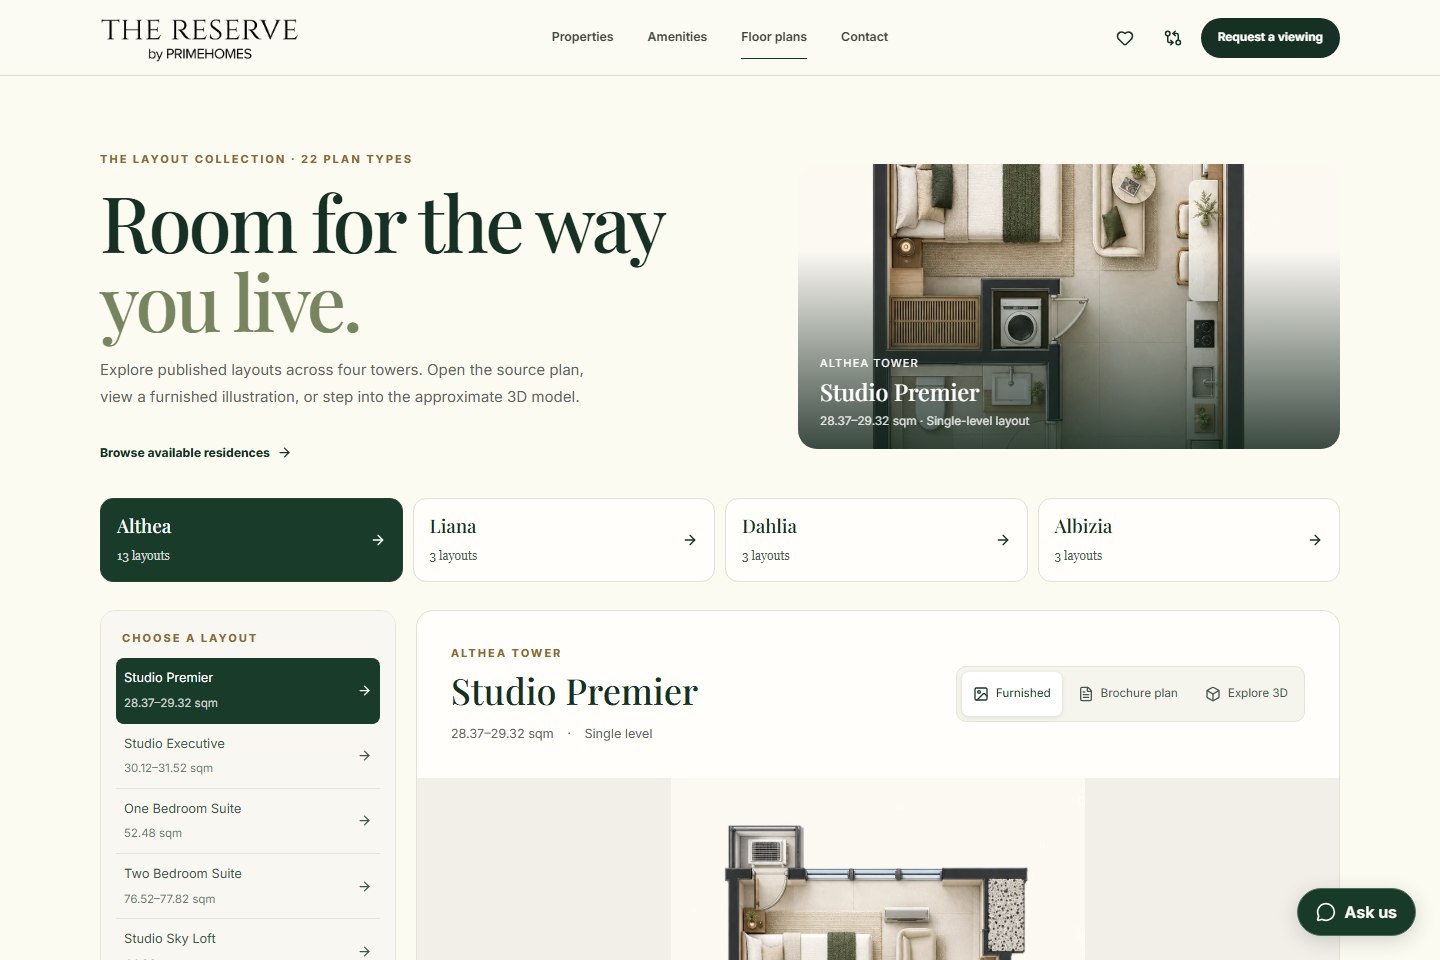 THE RESERVE
by PRIMEHOMES
Properties
Amenities
Floor plans
Contact
Request a viewing
THE LAYOUT COLLECTION · 22 PLAN TYPES
Room for the way
you live.
Explore published layouts across four towers. Open the source plan,
view a furnished illustration, or step into the approximate 3D model.
Browse available residences
ALTHEA TOWER
Studio Premier
28.37–29.32 sqm · Single-level layout
Althea
13 layouts
Liana
3 layouts
Dahlia
3 layouts
Albizia
3 layouts
CHOOSE A LAYOUT
Studio Premier
28.37–29.32 sqm
Studio Executive
30.12–31.52 sqm
One Bedroom Suite
52.48 sqm
Two Bedroom Suite
76.52–77.82 sqm
Studio Sky Loft
ALTHEA TOWER
Studio Premier
28.37–29.32 sqm · Single level
Furnished
Brochure plan
Explore 3D
Ask us